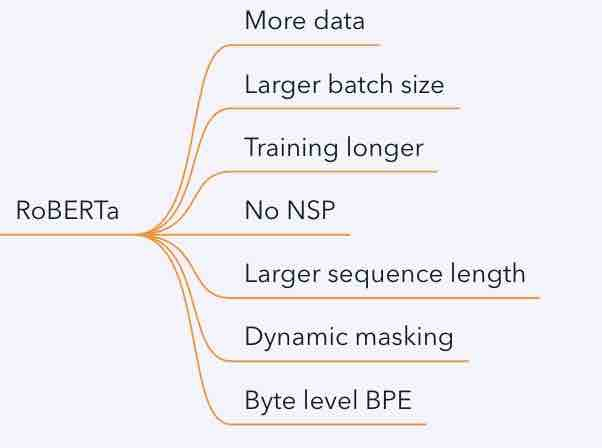 More data
Larger batch size
Training longer
RoBERTa
No NSP
Larger sequence length
Dynamic masking
Byte level BPE